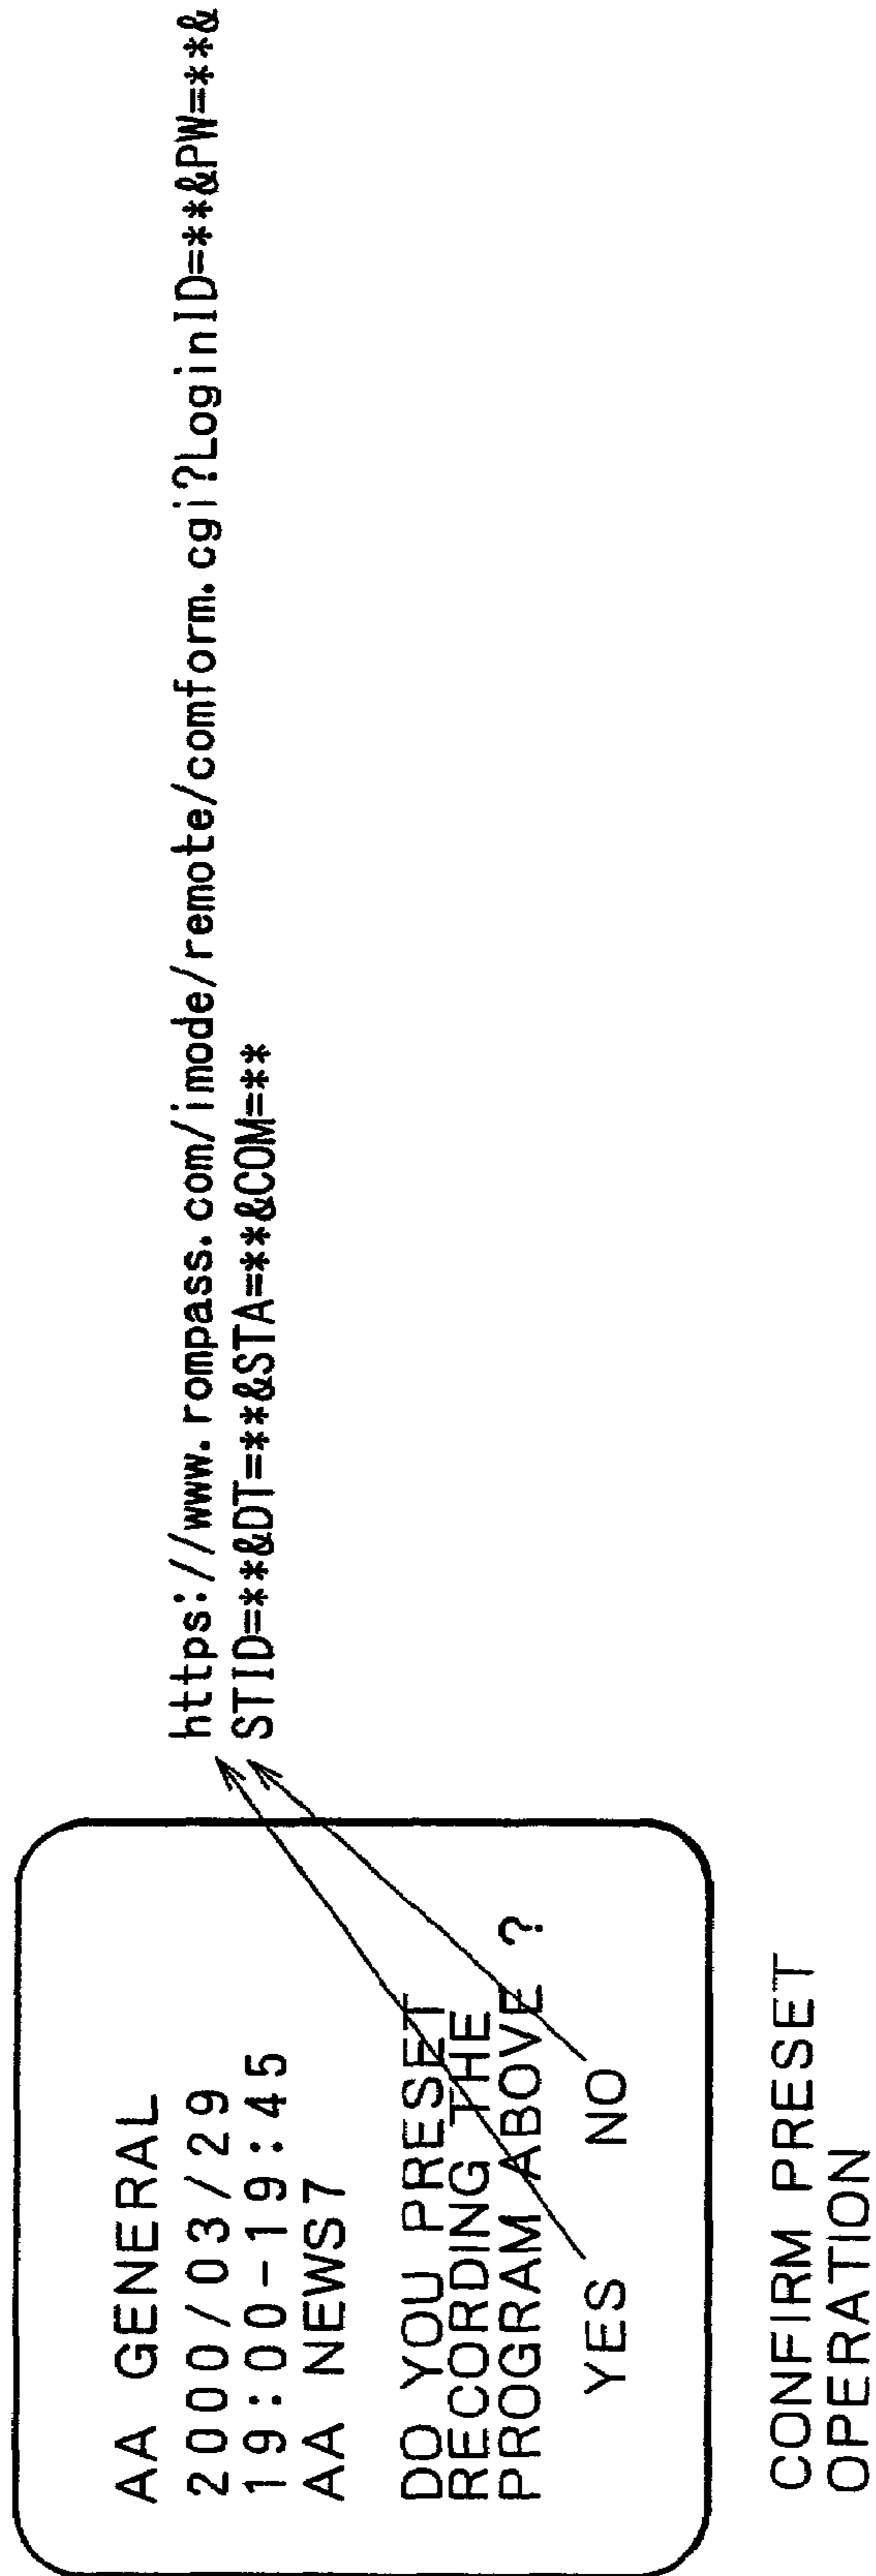 AA GENERAL
2000/03/29
19:00-19:45
AA NEWS7
DO YOU PRESET
RECORDING THE
PROGRAM ABOVE ?
YES NO
https://www.rompass.com/imode/remote/comform.cgi?LoginID=**&PW=**&
STID=**&DT=**&STA=**&COM=**
CONFIRM PRESET
OPERATION